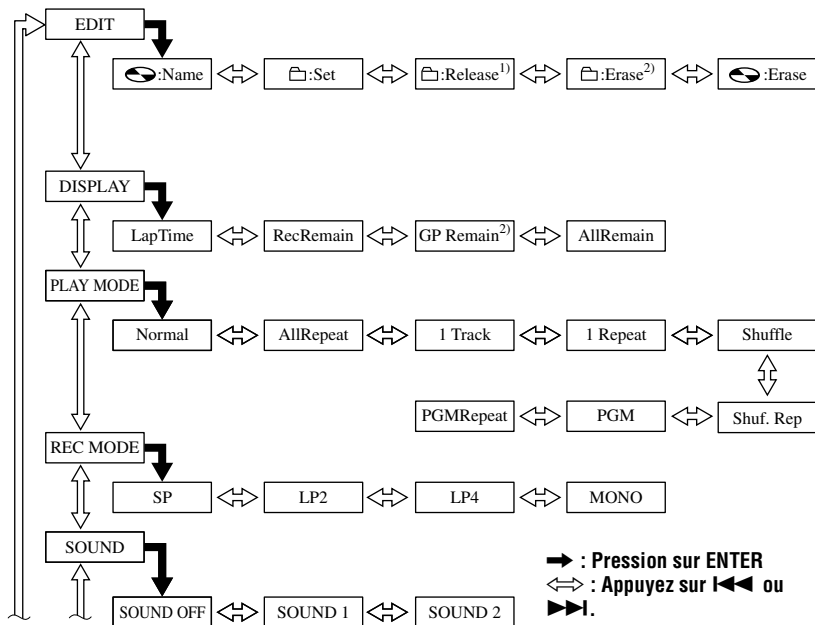 EDIT
:Name :Set :Release1) :Erase2) :Erase
DISPLAY
LapTime RecRemain GP Remain2) AllRemain
PLAY MODE
Normal AllRepeat 1 Track 1 Repeat Shuffle
PGMRepeat PGM Shuf. Rep
REC MODE
SP LP2 LP4 MONO
SOUND
SOUND OFF SOUND 1 SOUND 2
: Pression sur ENTER
: Appuyez sur ou
.